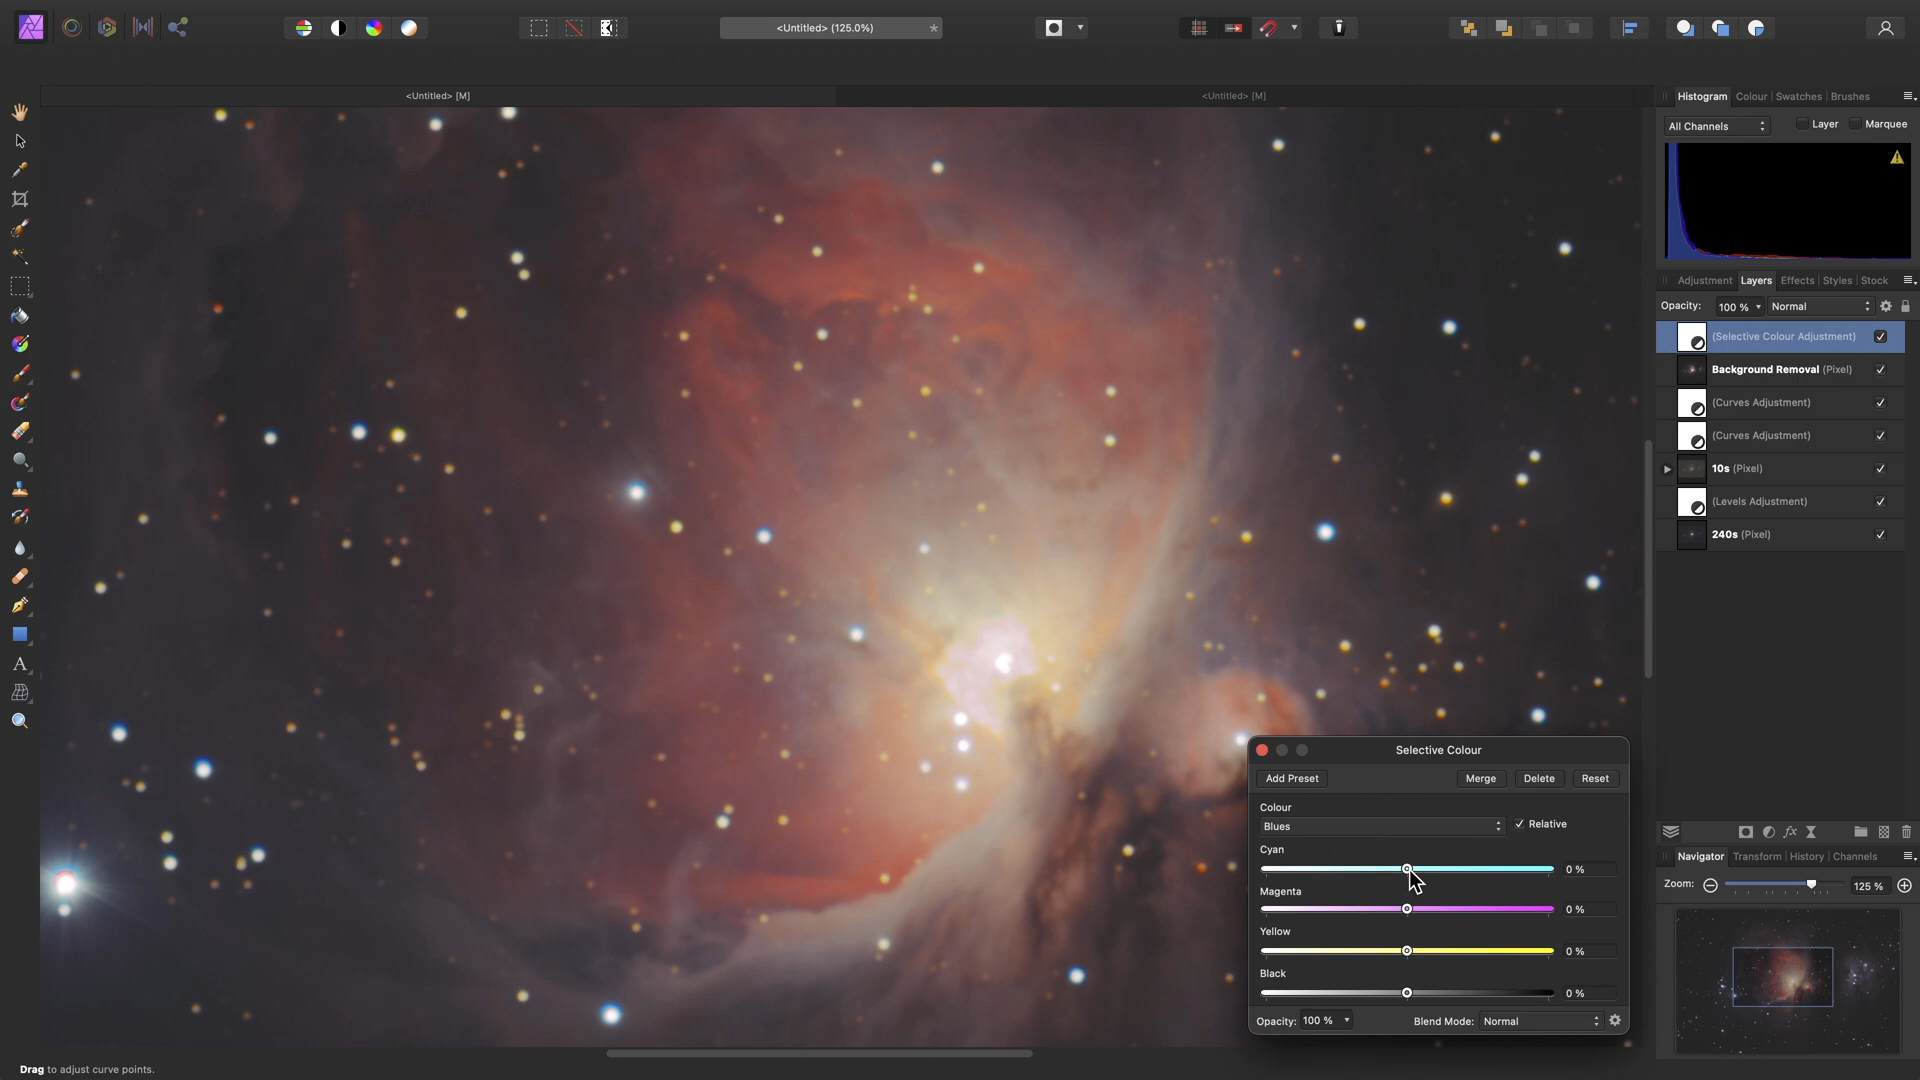 <Untitled> (125.0%)
*
<Untitled> [M]
<Untitled> [M]
Histogram Colour Swatches Brushes
All Channels
Layer
Marquee
Adjustment Layers Effects Styles Stock
Opacity: 100 % Normal
(Selective Colour Adjustment)
Background Removal (Pixel)
(Curves Adjustment)
(Curves Adjustment)
10s (Pixel)
(Levels Adjustment)
240s (Pixel)
Selective Colour
Add Preset Merge Delete Reset
Colour
Blues Relative
Cyan
0 %
Magenta
0 %
Yellow
0 %
Black
0 %
Opacity: 100 % Blend Mode: Normal
fx
Navigator Transform History Channels
Zoom: 125 %
A
Drag to adjust curve points.